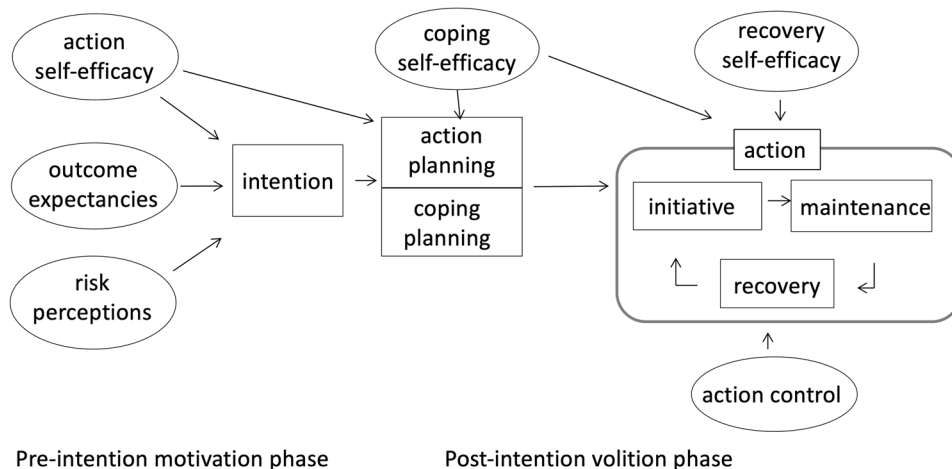 action
self-efficacy
coping
self-efficacy
recovery
self-efficacy
outcome
expectancies
intention
action
planning
coping
planning
action
initiative
maintenance
recovery
risk
perceptions
action control
Pre-intention motivation phase
Post-intention volition phase